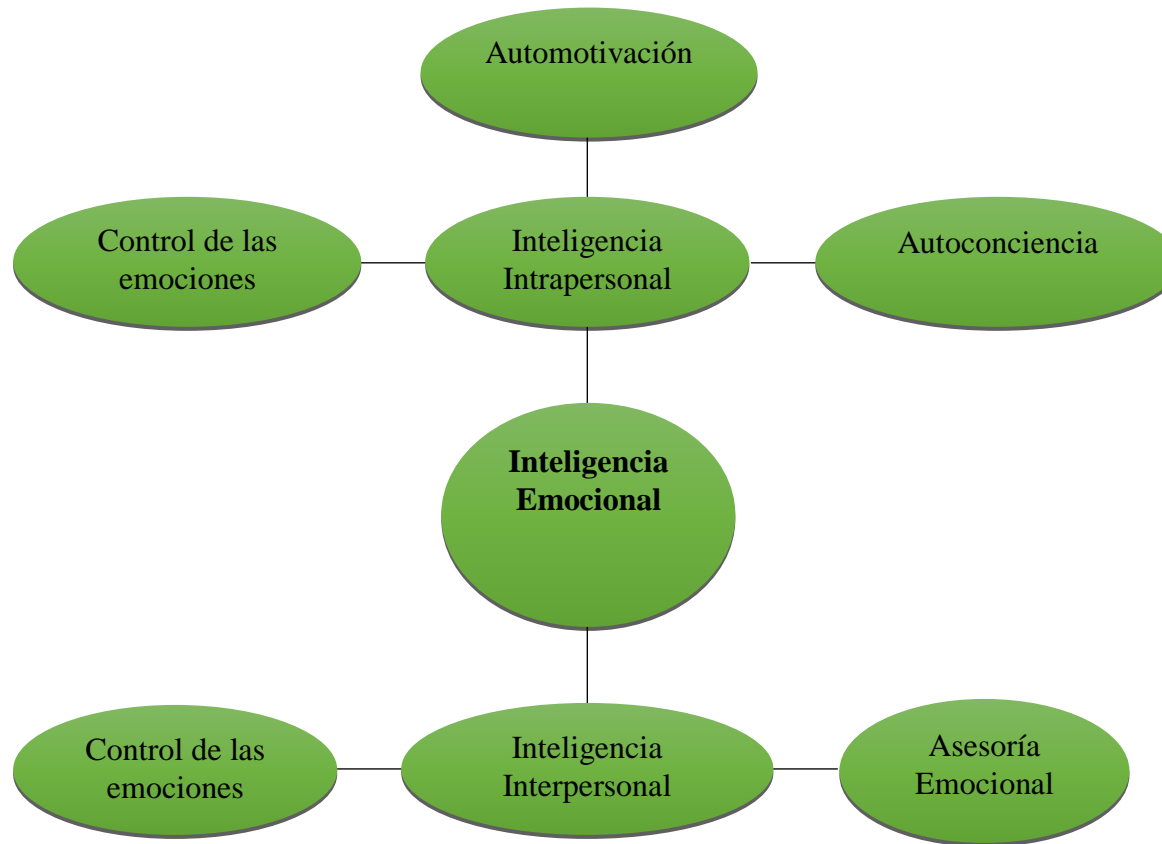 Automotivación
Control de las
emociones
Inteligencia
Intrapersonal
Autoconciencia
Inteligencia
Emocional
Control de las
emociones
Inteligencia
Interpersonal
Asesoría
Emocional